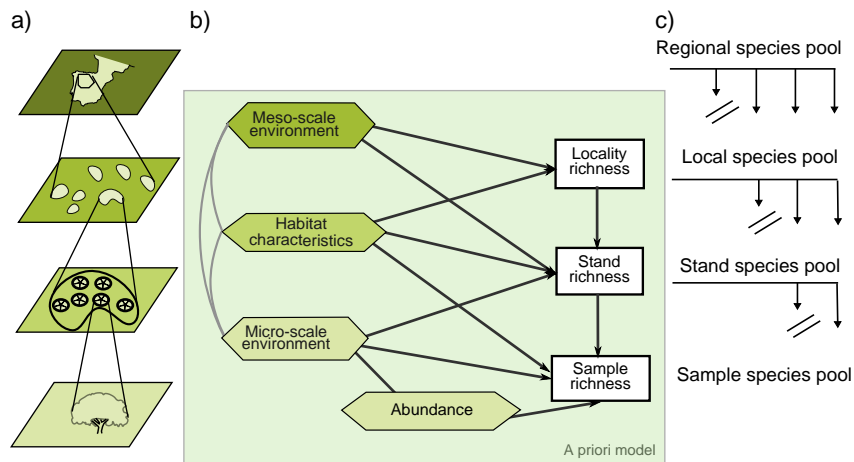 a)
b)
Meso-scale
environment
Habitat
characteristics
Micro-scale
environment
Abundance
Locality
richness
Stand
richness
Sample
richness
A priori model
c)
Regional species pool
Local species pool
Stand species pool
Sample species pool